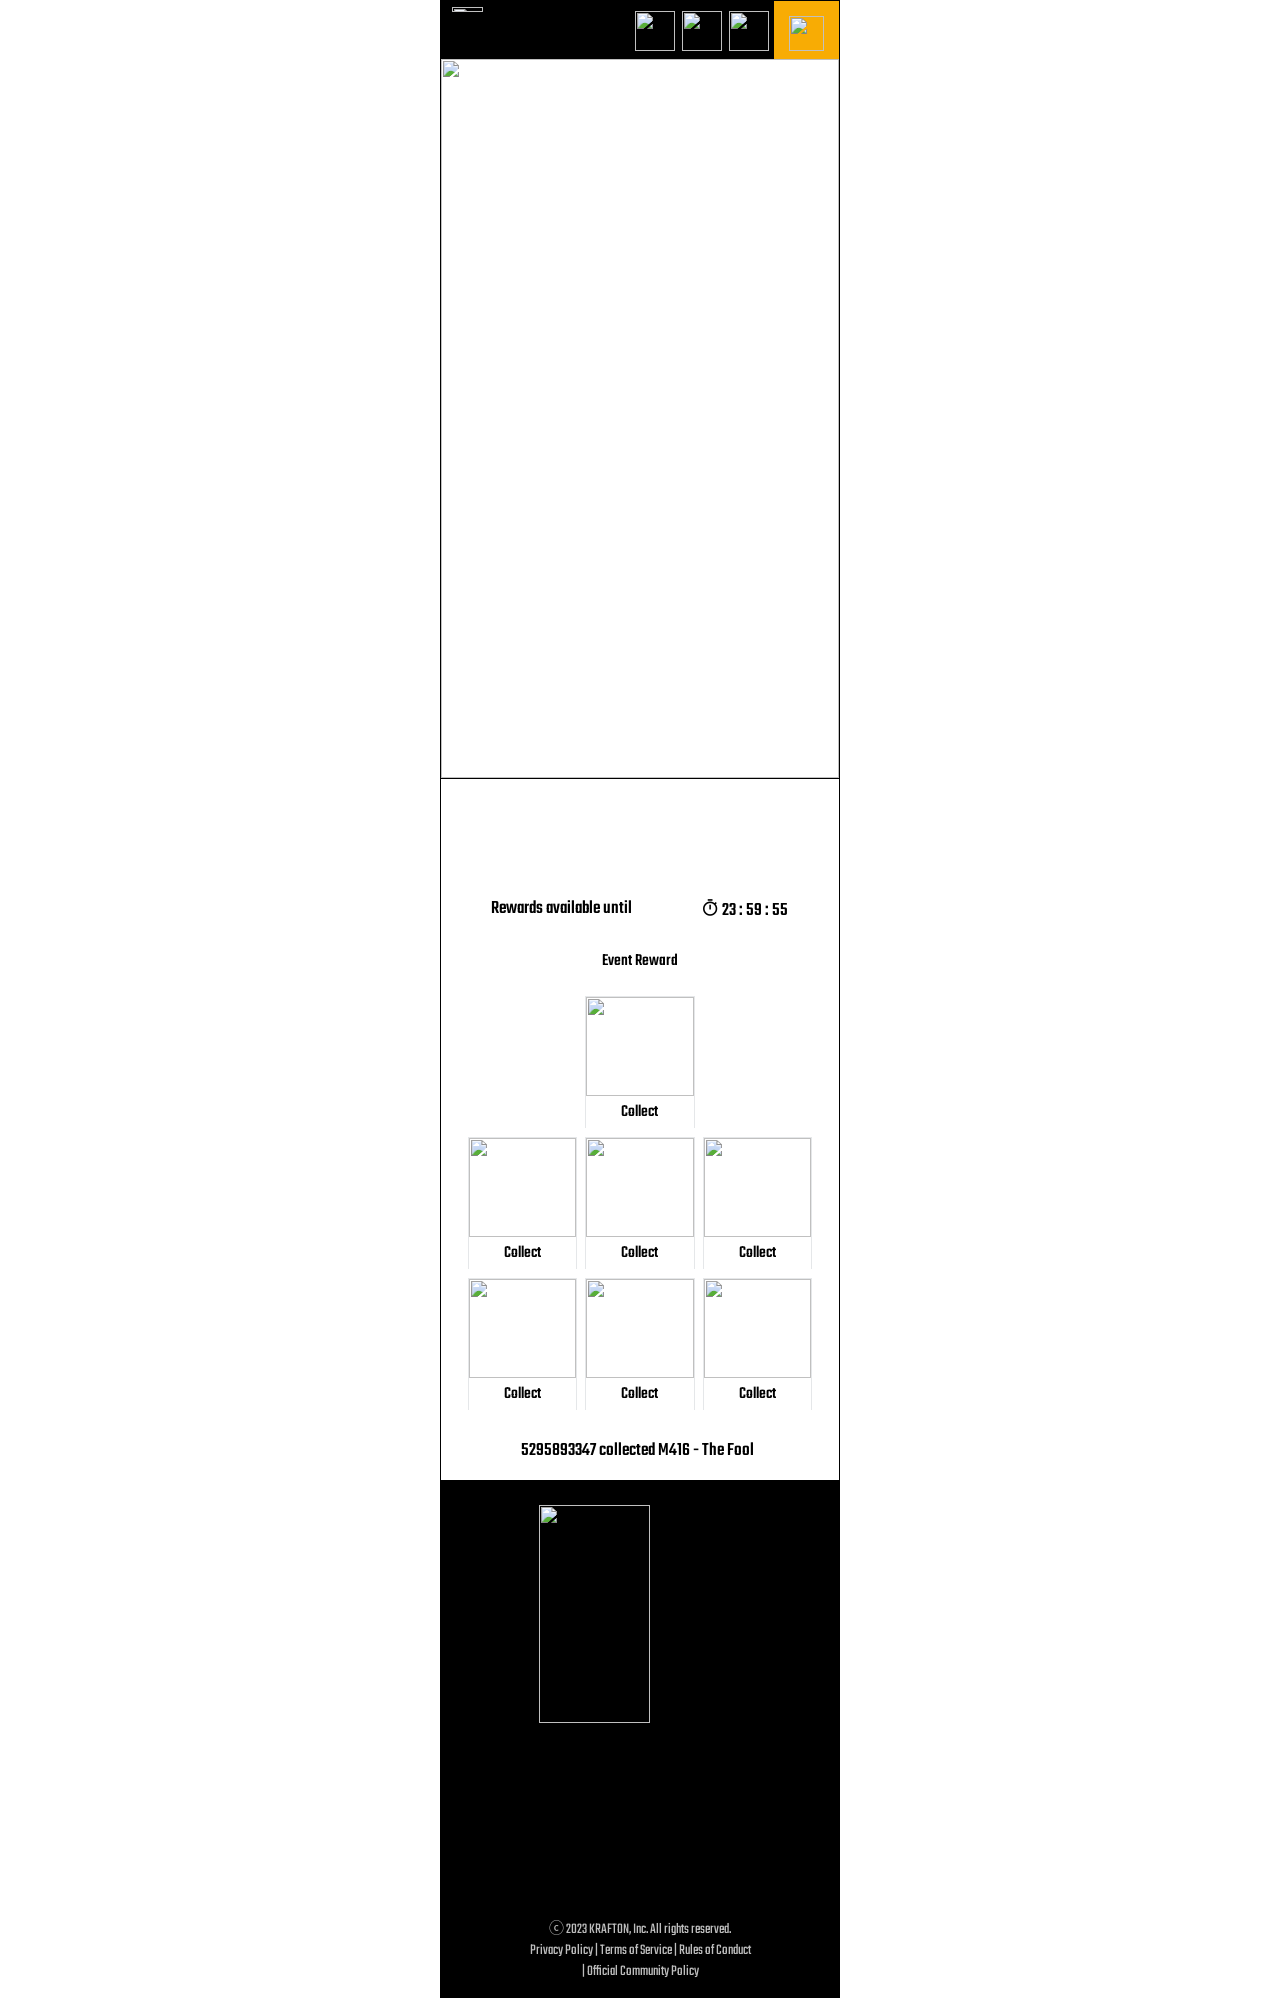 Rewards available until
23 : 59 : 55
Event Reward
Collect
Collect Collect Collect
Collect Collect Collect
5295893347 collected M416 - The Fool
ⓒ 2023 KRAFTON, Inc. All rights reserved.
Privacy Policy | Terms of Service | Rules of Conduct
| Official Community Policy